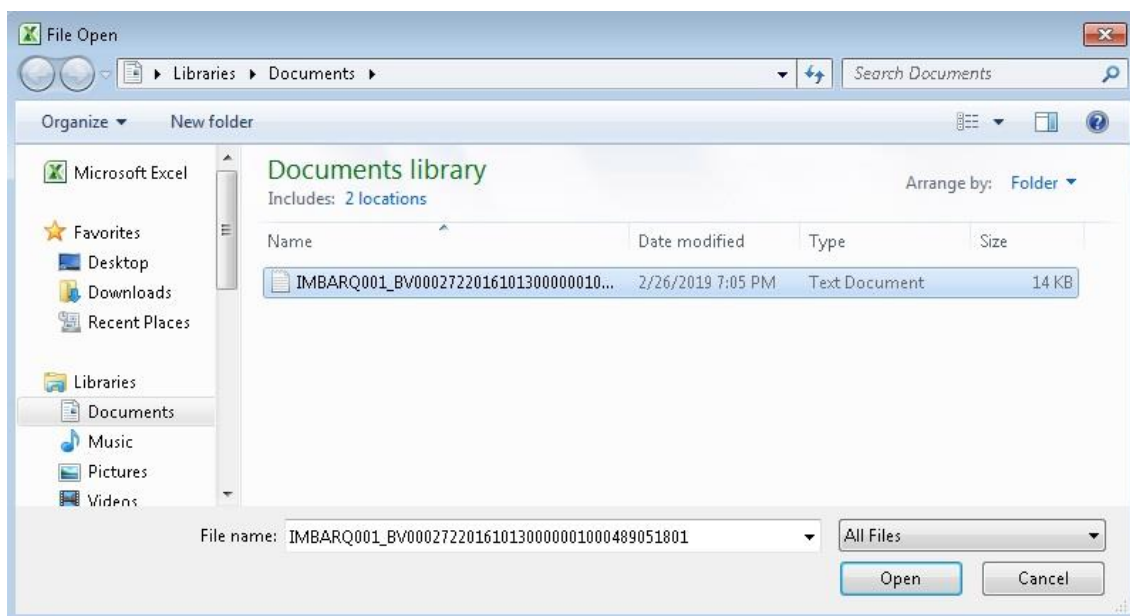 File Open
Libraries Documents
Search Documents
Organize
New folder
Microsoft Excel
Favorites
Desktop
Downloads
Recent Places
Libraries
Documents
Music
Pictures
Videos
Documents library
Includes: 2 locations
Arrange by: Folder
Name Date modified Type Size
IMBARQ001_BV00027220161013000000010... 2/26/2019 7:05 PM Text Document 14 KB
File name: IMBARQ001_BV00027220161013000000001000489051801
All Files
Open Cancel